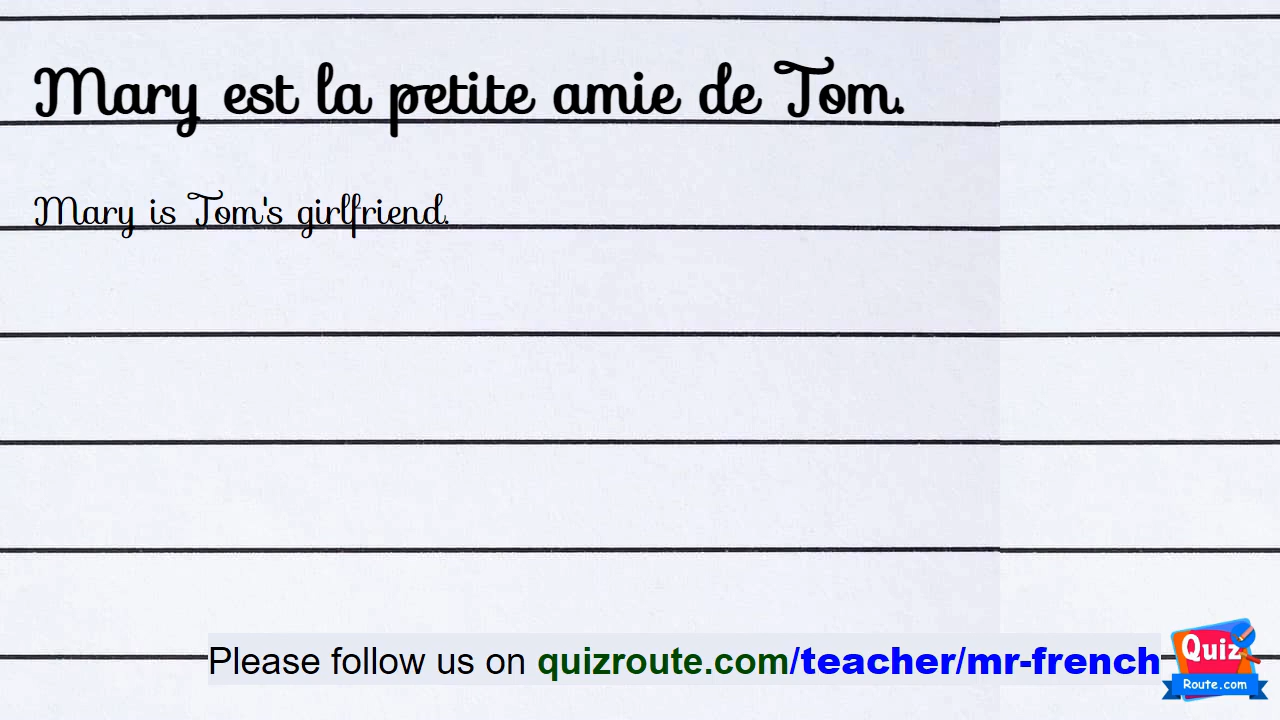 Mary est la petite amie de Tom.
Mary is Tom's girlfriend.
Please follow us on quizroute.com/teacher/mr-french
Quiz
Route.com